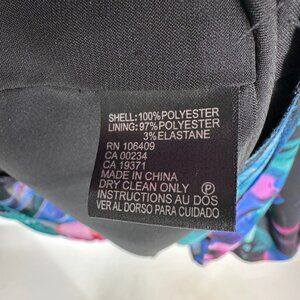 SHELL: 100% POLYESTER
LINING: 97% POLYESTER
3% ELASTANE
RN 106409
CA 00234
CA 19371
MADE IN CHINA
DRY CLEAN ONLY Ⓟ
INSTRUCTIONS AU DOS
VER AL DORSO PARA CUIDADO